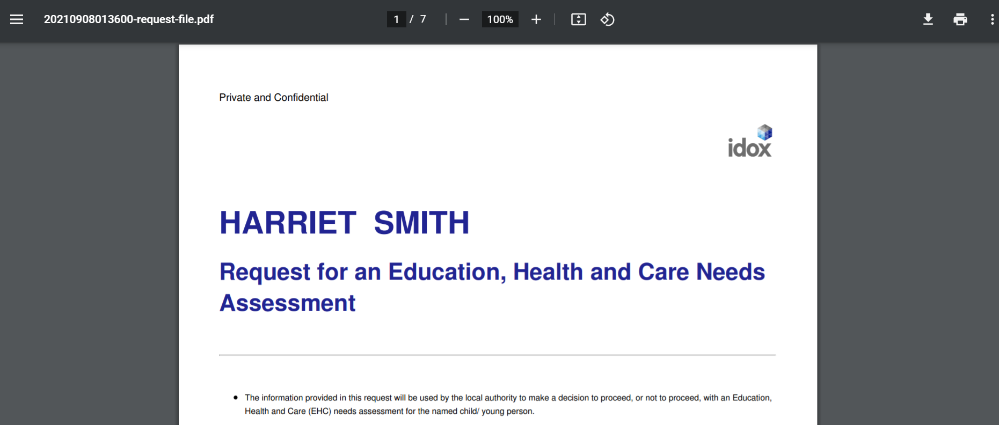 20210908013600-request-file.pdf
1 / 7
100%
Private and Confidential
idox
HARRIET SMITH
Request for an Education, Health and Care Needs
Assessment
• The information provided in this request will be used by the local authority to make a decision to proceed, or not to proceed, with an Education,
Health and Care (EHC) needs assessment for the named child/ young person.